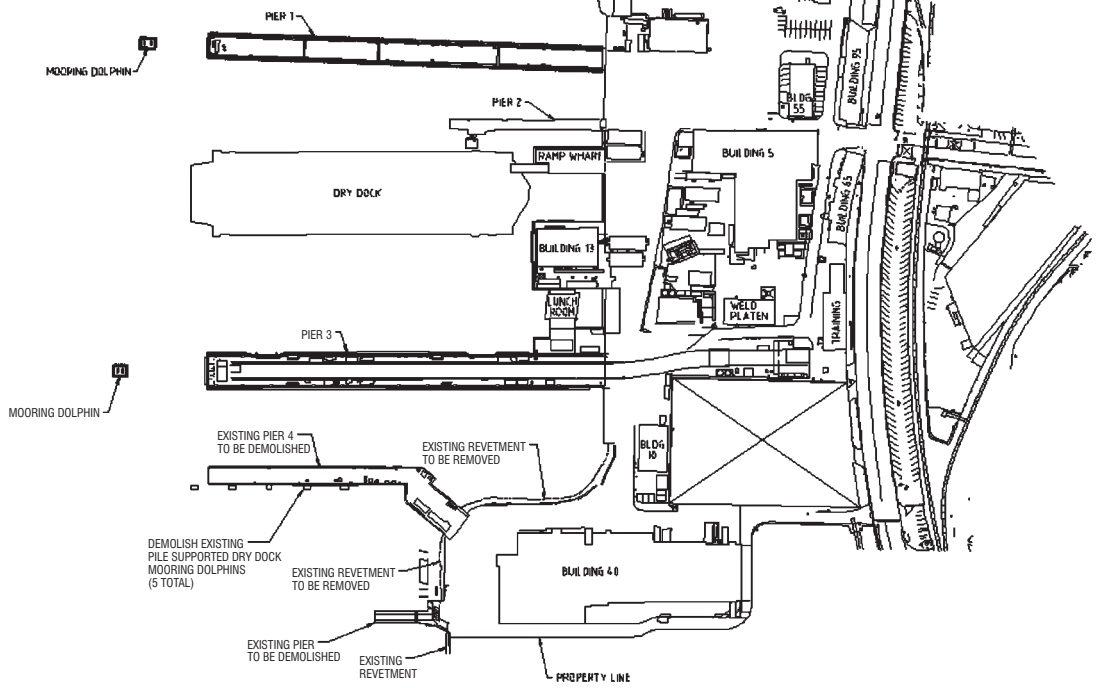 PIER 1
MOORING DOLPHIN
BLDG
55
BUILDING 95
PIER 2
RAMP WHARF
BUILDING 5
DRY DOCK
BUILDING 65
BUILDING 13
LUNCH
ROOM
WELD
PLATEN
TRAINING
PIER 3
MOORING DOLPHIN
EXISTING PIER 4
TO BE DEMOLISHED
EXISTING REVETMENT
TO BE REMOVED
BLDG
10
DEMOLISH EXISTING
PILE SUPPORTED DRY DOCK
MOORING DOLPHINS
(5 TOTAL)
EXISTING REVETMENT
TO BE REMOVED
BUILDING 40
EXISTING PIER
TO BE DEMOLISHED
EXISTING
REVETMENT
PROPERTY LINE